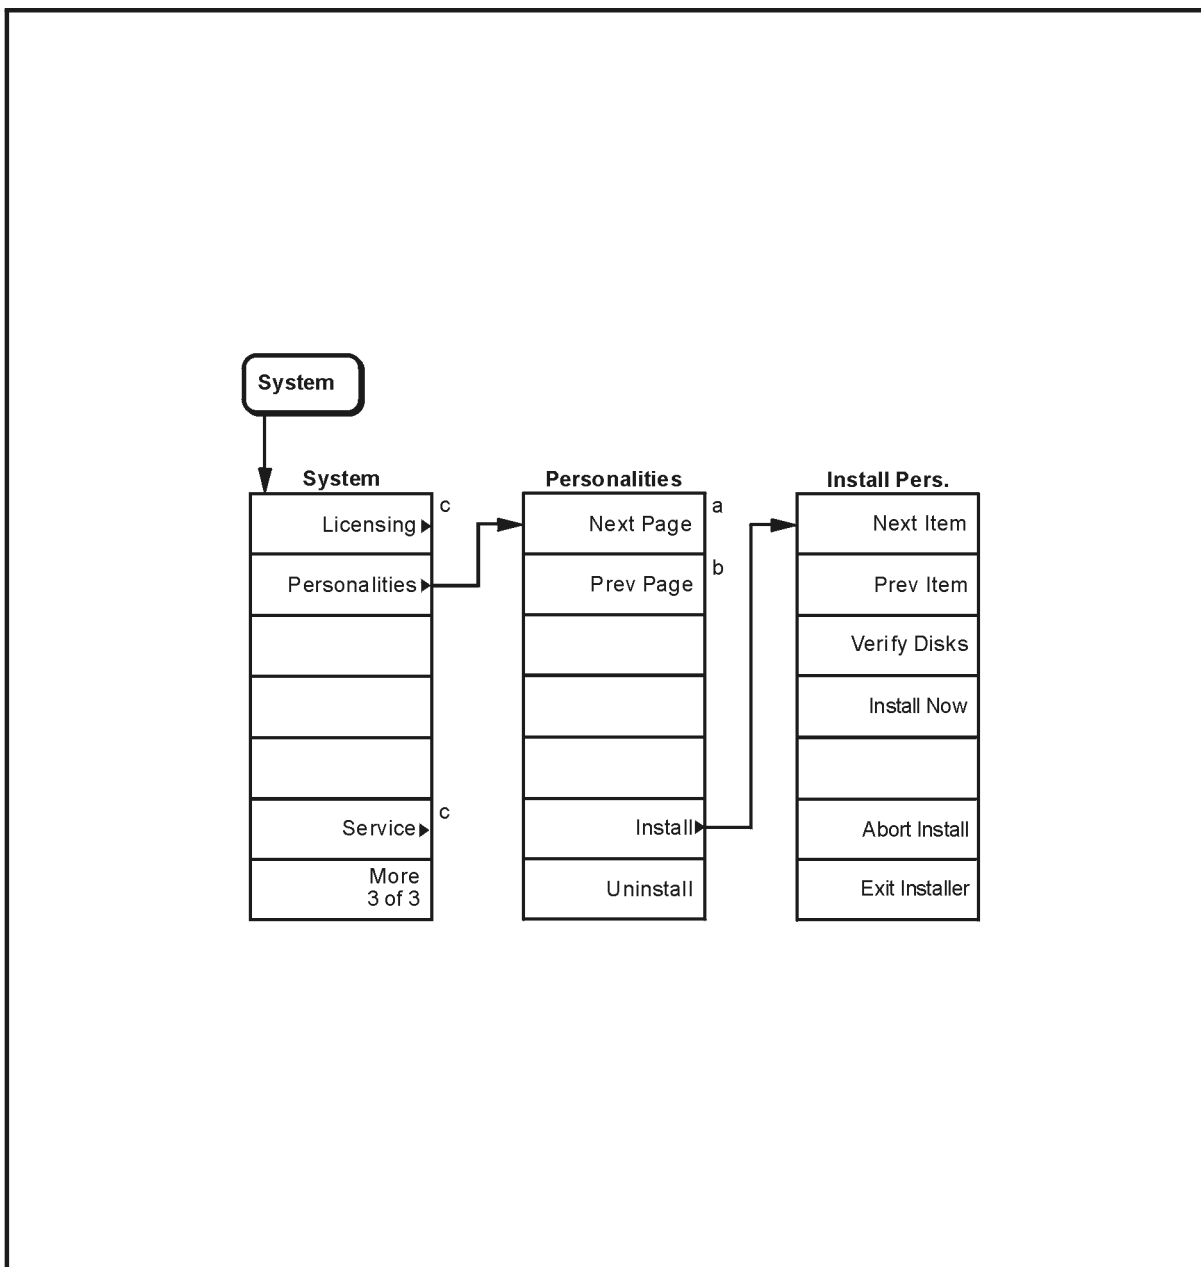 System
System
Licensing
c
Personalities
Service
c
More
3 of 3
Personalities
Next Page
a
Prev Page
b
Install
Uninstall
Install Pers.
Next Item
Prev Item
Verify Disks
Install Now
Abort Install
Exit Installer